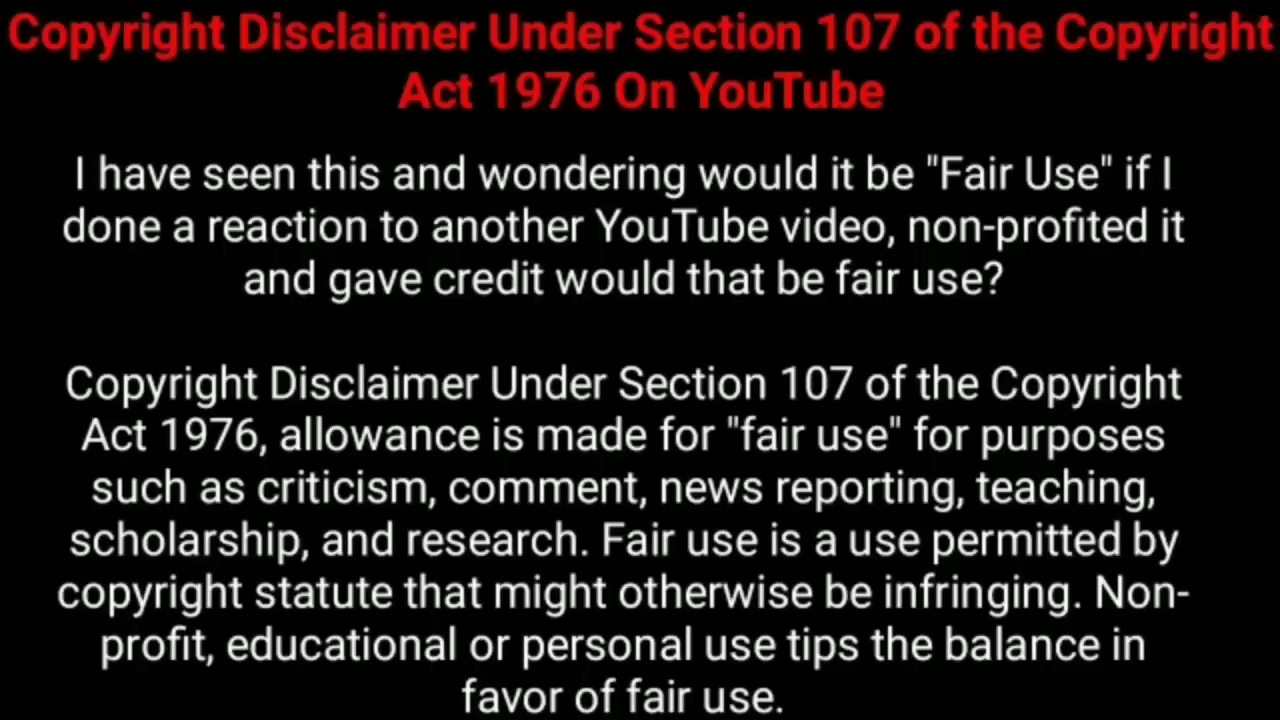 Copyright Disclaimer Under Section 107 of the Copyright
Act 1976 On YouTube
I have seen this and wondering would it be "Fair Use" if I
done a reaction to another YouTube video, non-profited it
and gave credit would that be fair use?
Copyright Disclaimer Under Section 107 of the Copyright
Act 1976, allowance is made for "fair use" for purposes
such as criticism, comment, news reporting, teaching,
scholarship, and research. Fair use is a use permitted by
copyright statute that might otherwise be infringing. Non-
profit, educational or personal use tips the balance in
favor of fair use.